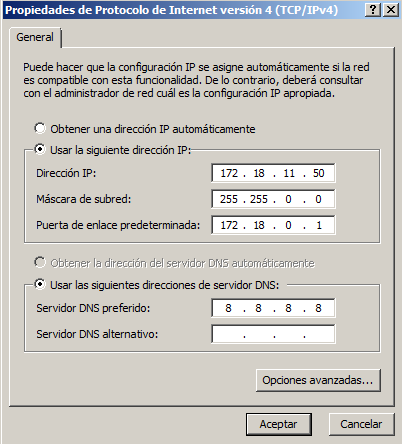 Propiedades de Protocolo de Internet versión 4 (TCP/IPv4)
General
Puede hacer que la configuración IP se asigne automáticamente si la red
es compatible con esta funcionalidad. De lo contrario, deberá consultar
con el administrador de red cuál es la configuración IP apropiada.
Obtener una dirección IP automáticamente
Usar la siguiente dirección IP:
Dirección IP: 172 . 18 . 11 . 50
Máscara de subred: 255 . 255 . 0 . 0
Puerta de enlace predeterminada: 172 . 18 . 0 . 1
Obtener la dirección del servidor DNS automáticamente
Usar las siguientes direcciones de servidor DNS:
Servidor DNS preferido: 8 . 8 . 8 . 8
Servidor DNS alternativo: . . .
Opciones avanzadas...
Aceptar Cancelar